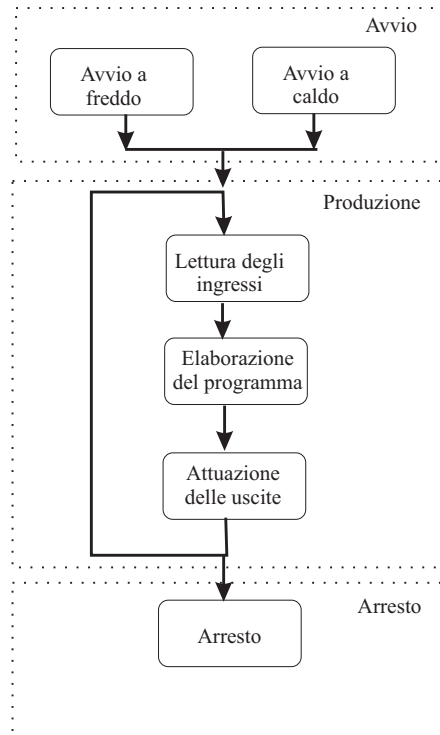 Avvio
Avvio a
freddo
Avvio a
caldo
Produzione
Lettura degli
ingressi
Elaborazione
del programma
Attuazione
delle uscite
Arresto
Arresto